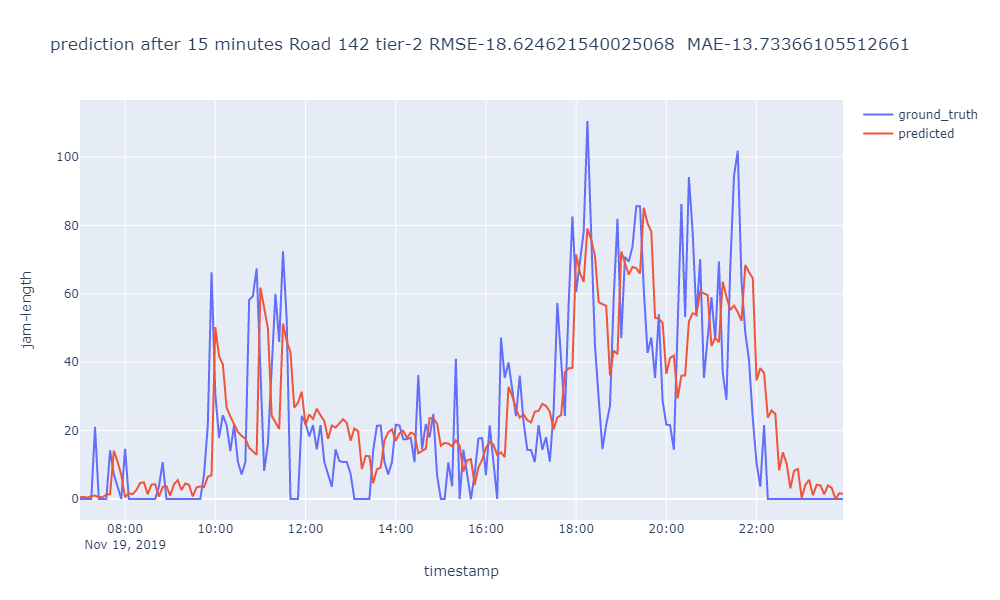 prediction after 15 minutes Road 142 tier-2 RMSE-18.624621540025068  MAE-13.73366105512661
ground_truth
predicted
100
80
60
40
20
0
jam-length
08:00 10:00 12:00 14:00 16:00 18:00 20:00 22:00
Nov 19, 2019
timestamp